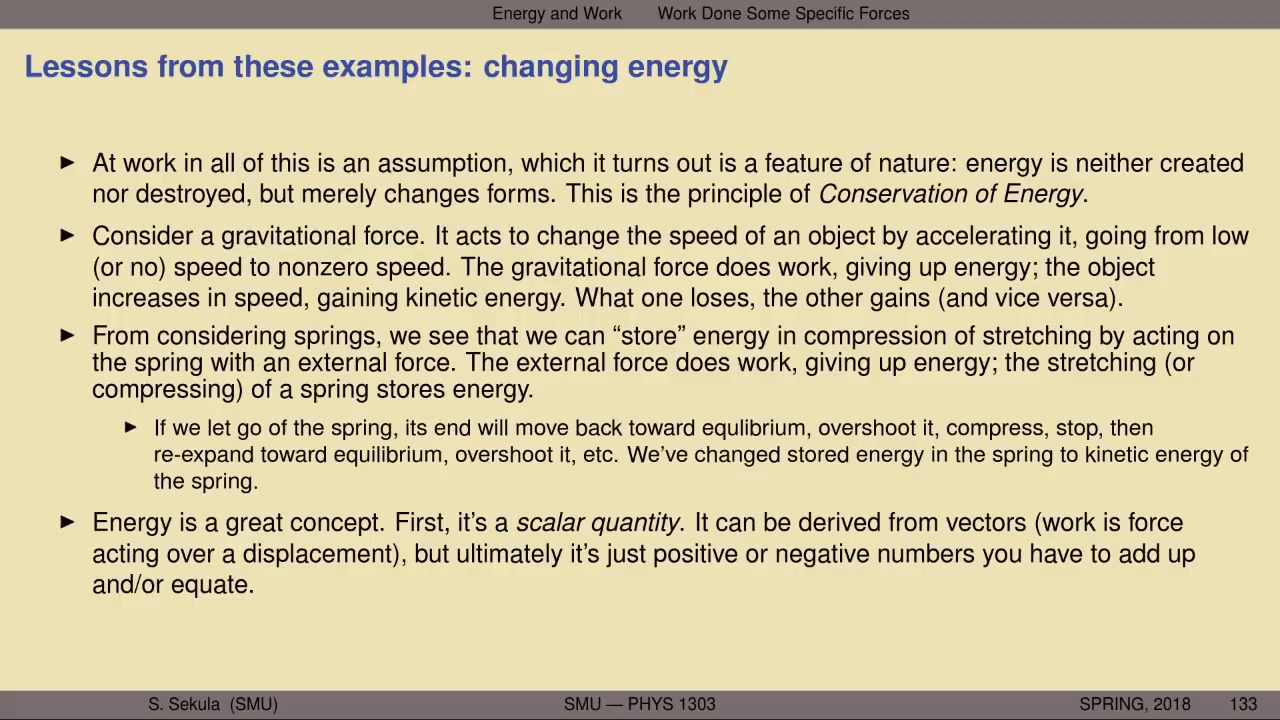 Energy and Work Work Done Some Specific Forces
Lessons from these examples: changing energy
▶ At work in all of this is an assumption, which it turns out is a feature of nature: energy is neither created
nor destroyed, but merely changes forms. This is the principle of Conservation of Energy.
▶ Consider a gravitational force. It acts to change the speed of an object by accelerating it, going from low
(or no) speed to nonzero speed. The gravitational force does work, giving up energy; the object
increases in speed, gaining kinetic energy. What one loses, the other gains (and vice versa).
▶ From considering springs, we see that we can “store” energy in compression of stretching by acting on
the spring with an external force. The external force does work, giving up energy; the stretching (or
compressing) of a spring stores energy.
▶ If we let go of the spring, its end will move back toward equlibrium, overshoot it, compress, stop, then
re-expand toward equilibrium, overshoot it, etc. We’ve changed stored energy in the spring to kinetic energy of
the spring.
▶ Energy is a great concept. First, it’s a scalar quantity. It can be derived from vectors (work is force
acting over a displacement), but ultimately it’s just positive or negative numbers you have to add up
and/or equate.
S. Sekula (SMU) SMU — PHYS 1303 SPRING, 2018 133